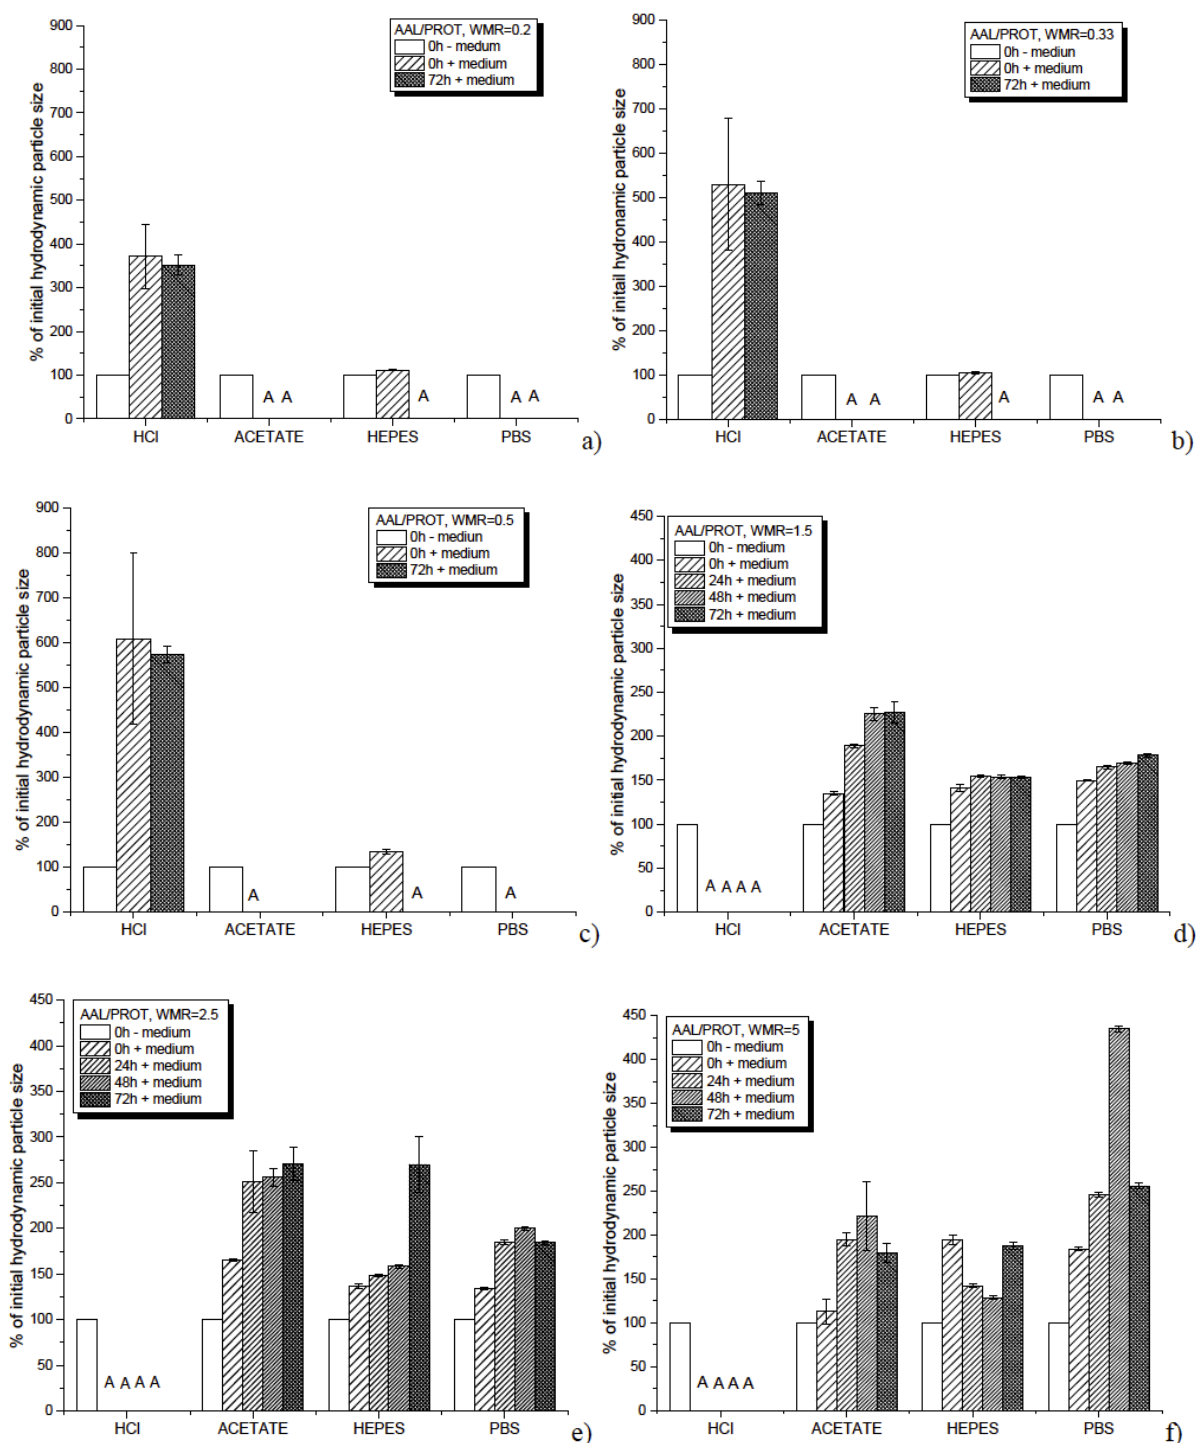 % of initial hydrodynamic particle size
900
800
700
600
500
400
300
200
100
0
AAL/PROT, WMR=0.2
0h - medum
0h + medium
72h + medium
A A
A
A A
HCl
ACETATE
HEPES
PBS
a)
% of initail hydronamic particle size
900
800
700
600
500
400
300
200
100
0
AAL/PROT, WMR=0.33
0h - mediun
0h + medium
72h + medium
A A
A
A A
HCl
ACETATE
HEPES
PBS
b)
% of initial hydrodynamic particle size
900
800
700
600
500
400
300
200
100
0
AAL/PROT, WMR=0.5
0h - mediun
0h + medium
72h + medium
A
A
A
HCl
ACETATE
HEPES
PBS
c)
% of initial hydrodynamic particle size
450
400
350
300
250
200
150
100
50
0
AAL/PROT, WMR=1.5
0h - medium
0h + medium
24h + medium
48h + medium
72h + medium
A A A A
HCl
ACETATE
HEPES
PBS
d)
% of initial hydrodynamic particle size
450
400
350
300
250
200
150
100
50
0
AAL/PROT, WMR=2.5
0h - medium
0h + medium
24h + medium
48h + medium
72h + medium
A A A A
HCl
ACETATE
HEPES
PBS
e)
% of initial hydrodynamic particle size
450
400
350
300
250
200
150
100
50
0
AAL/PROT, WMR=5
0h - medium
0h + medium
24h + medium
48h + medium
72h + medium
A A A A
HCl
ACETATE
HEPES
PBS
f)